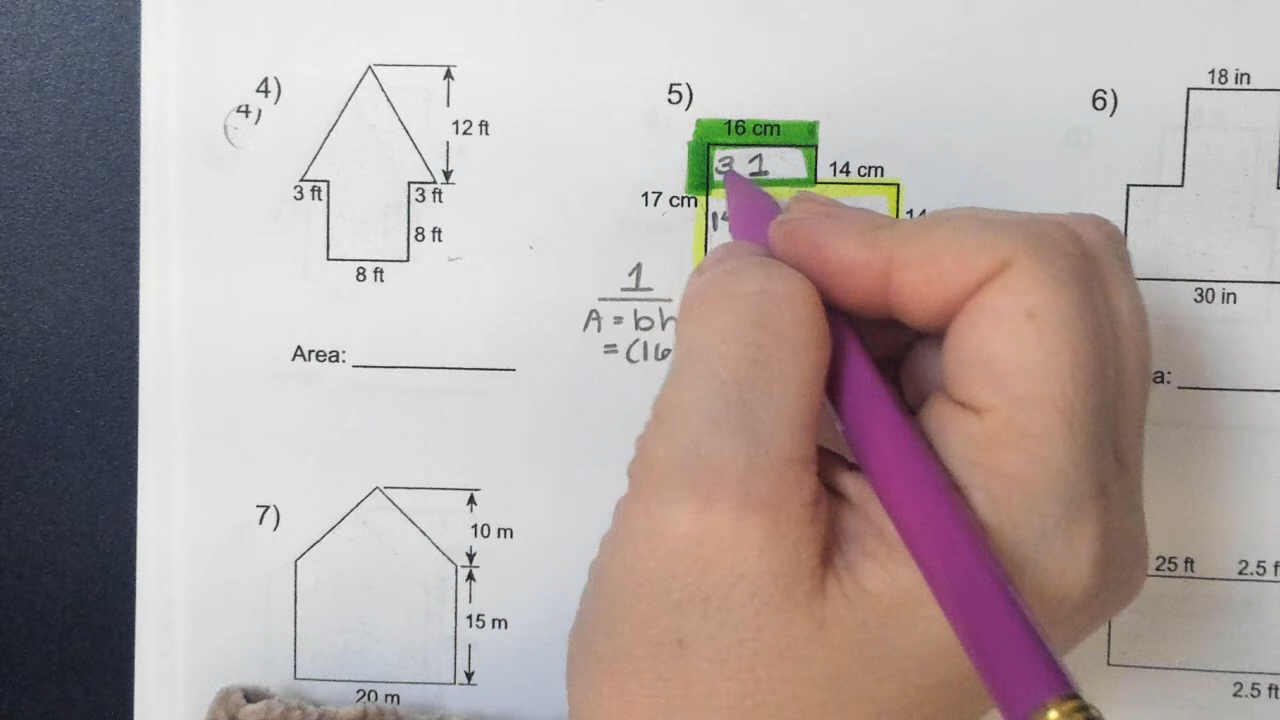 4)
4)
12 ft
3 ft
3 ft
8 ft
8 ft
Area:
5)
16 cm
3 1
14 cm
17 cm
1
A = bh
= (16
6)
18 in
30 in
a:
7)
10 m
15 m
20 m
25 ft
2.5 f
2.5 ft